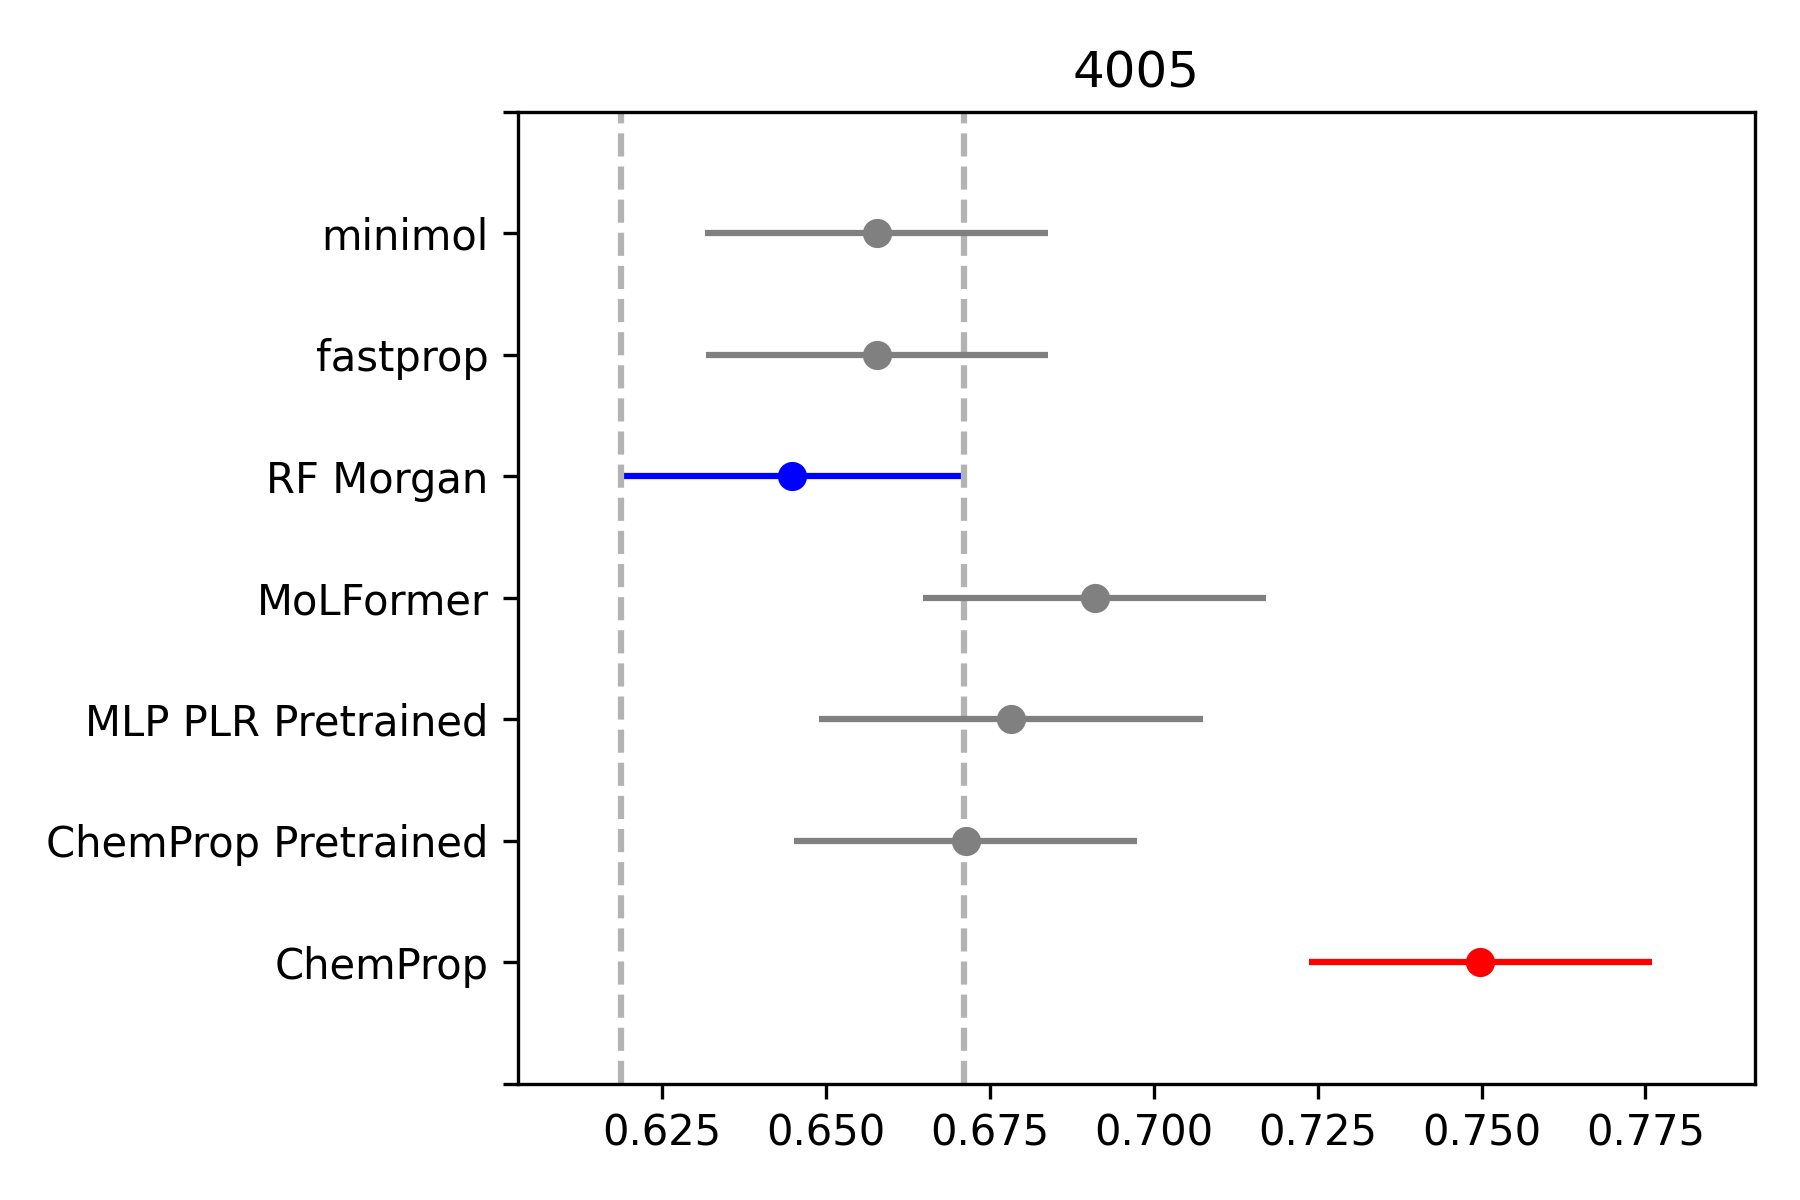 4005
minimol
fastprop
RF Morgan
MoLFormer
MLP PLR Pretrained
ChemProp Pretrained
ChemProp
0.625 0.650 0.675 0.700 0.725 0.750 0.775